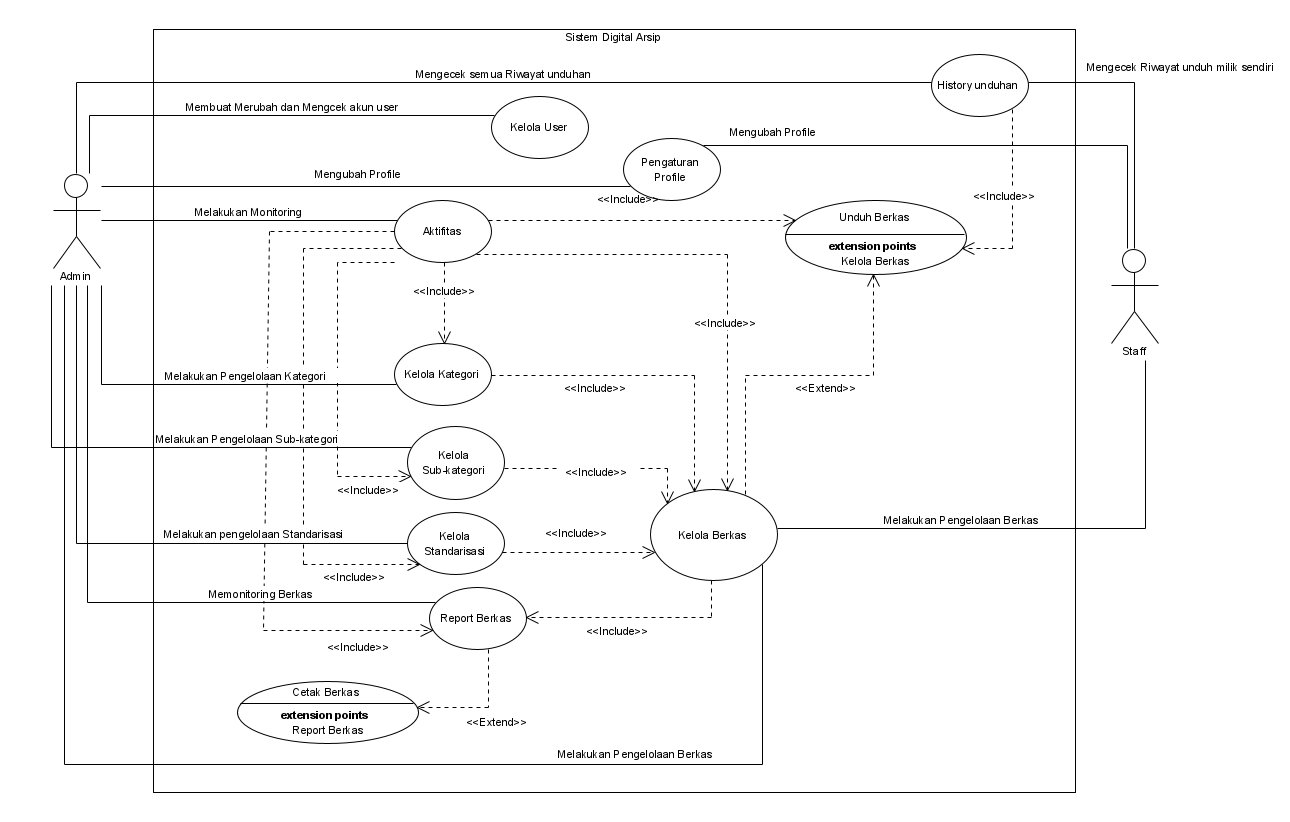 Sistem Digital Arsip
Mengecek semua Riwayat unduhan
History unduhan
Mengecek Riwayat unduh milik sendiri
Membuat Merubah dan Mengcek akun user
Kelola User
Mengubah Profile
Pengaturan
Profile
Mengubah Profile
<<Include>>
<<Include>>
Melakukan Monitoring
Aktifitas
Unduh Berkas
extension points
Kelola Berkas
Admin
<<Include>>
<<Include>>
Staff
Melakukan Pengelolaan Kategori
Kelola Kategori
<<Include>>
<<Extend>>
Melakukan Pengelolaan Sub-kategori
Kelola
Sub-kategori
<<Include>>
<<Include>>
Melakukan pengelolaan Standarisasi
Kelola
Standarisasi
<<Include>>
Kelola Berkas
Melakukan Pengelolaan Berkas
<<Include>>
Memonitoring Berkas
Report Berkas
<<Include>>
<<Include>>
Cetak Berkas
extension points
Report Berkas
<<Extend>>
Melakukan Pengelolaan Berkas